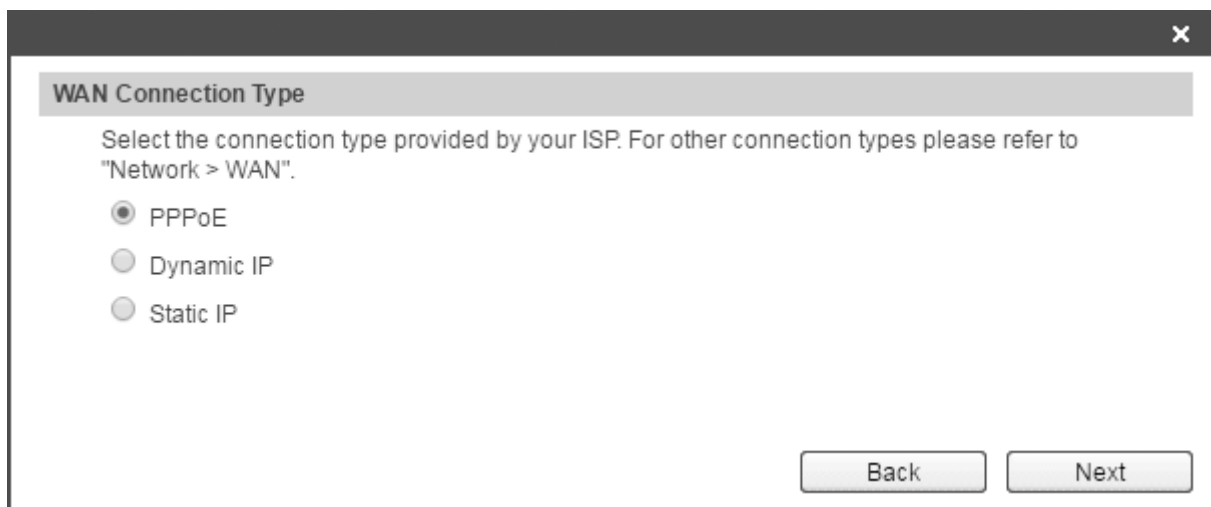 WAN Connection Type
Select the connection type provided by your ISP. For other connection types please refer to
"Network > WAN".
PPPoE
Dynamic IP
Static IP
Back Next